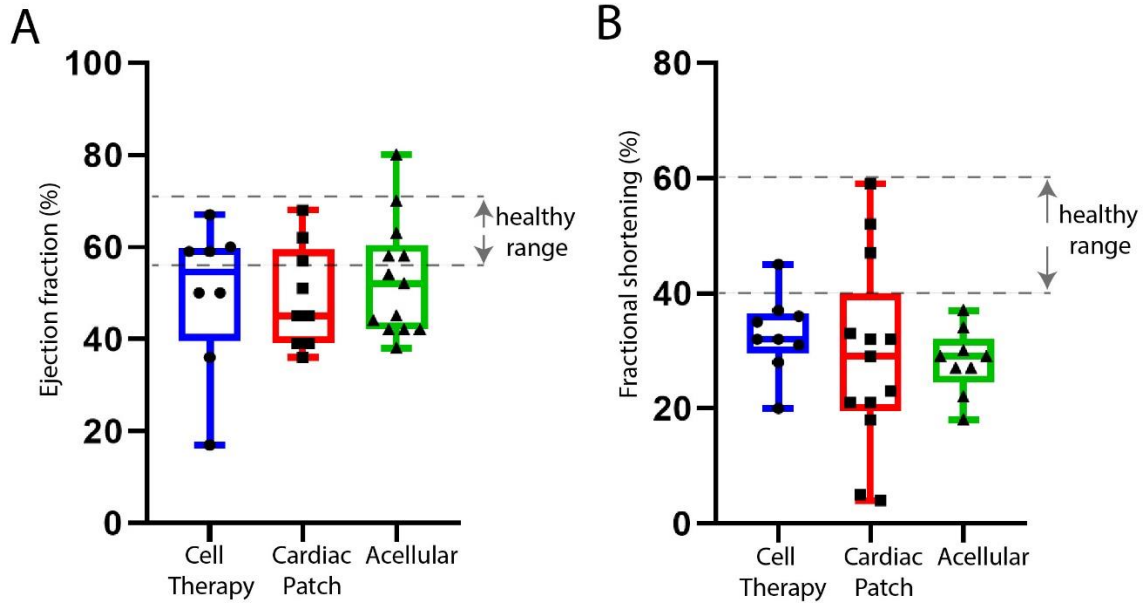 A
Ejection fraction (%)
100
80
60
40
20
0
healthy
range
Cell
Therapy
Cardiac
Patch
Acellular
B
Fractional shortening (%)
80
60
40
20
0
healthy
range
Cell
Therapy
Cardiac
Patch
Acellular